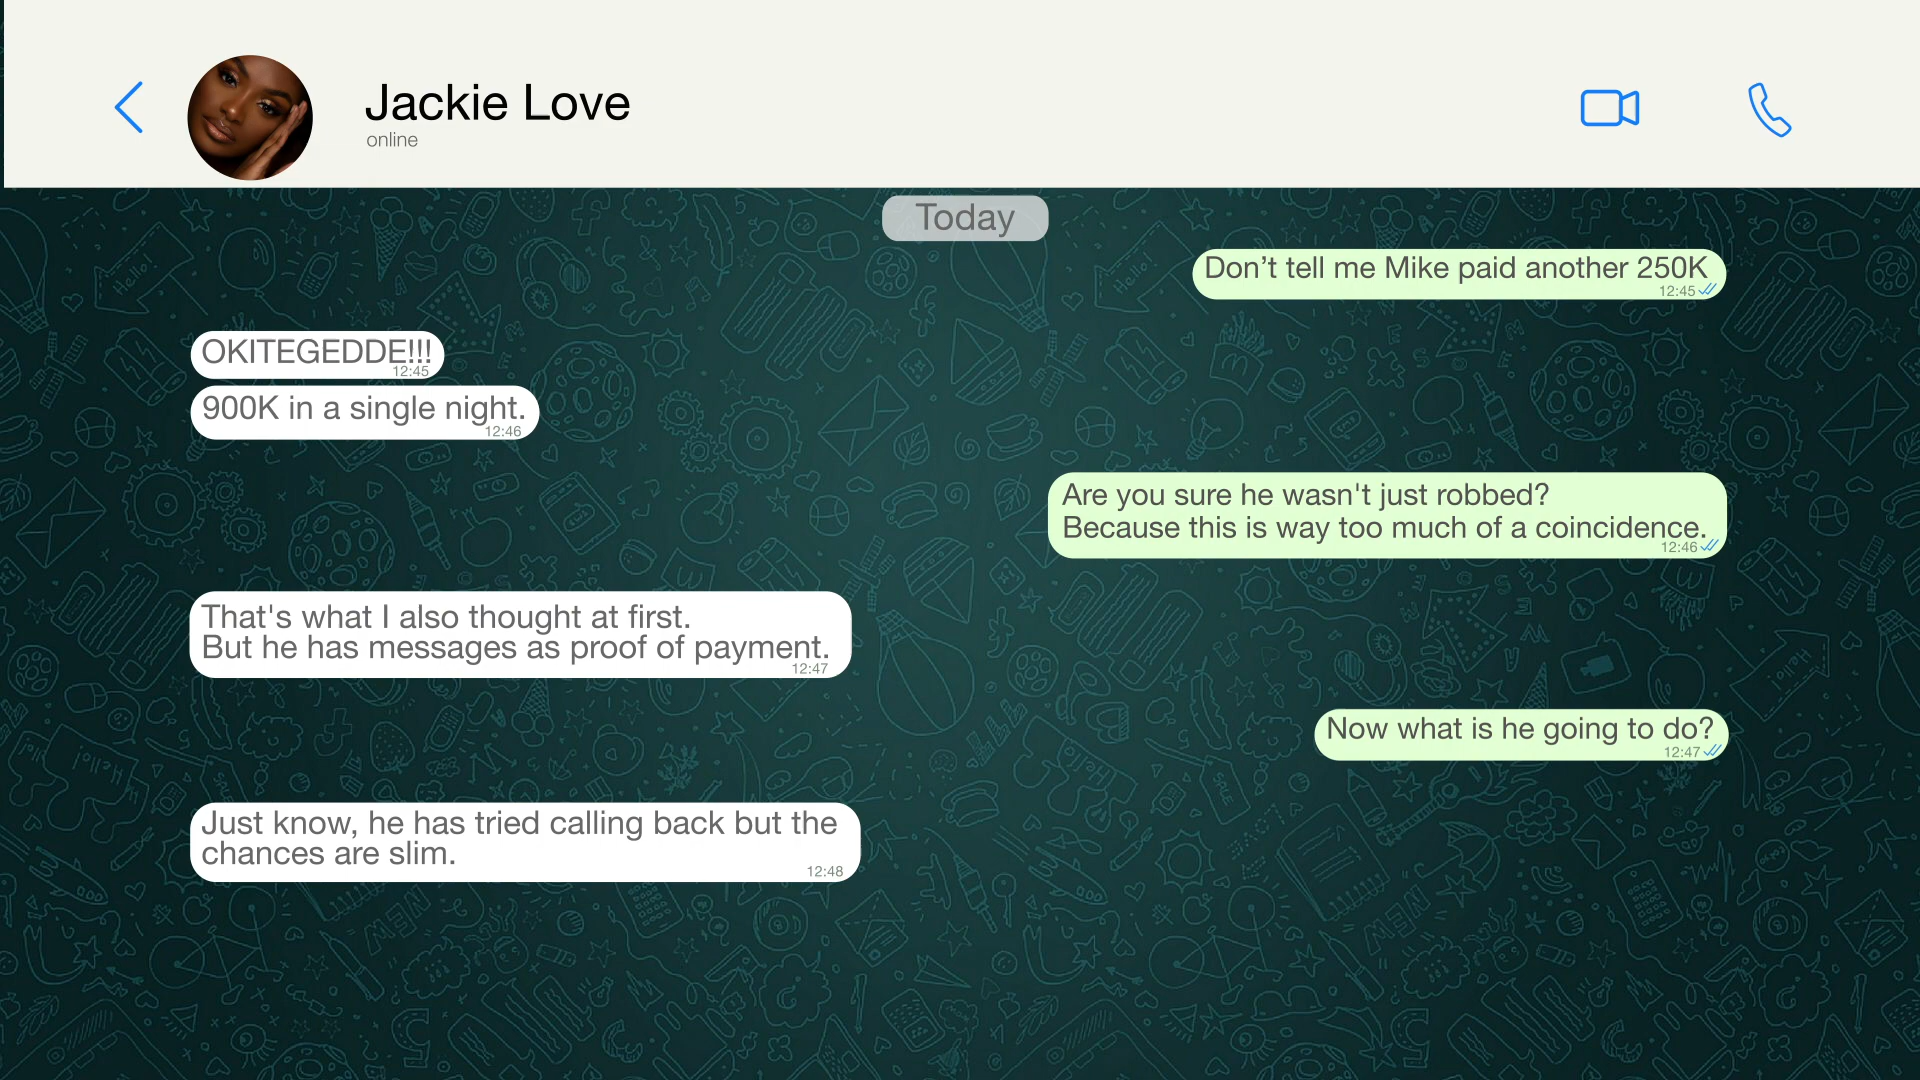 Jackie Love
online
Today
Don’t tell me Mike paid another 250K
12:45
OKITEGEDDE!!!
12:45
900K in a single night.
12:46
Are you sure he wasn't just robbed?
Because this is way too much of a coincidence.
12:46
That's what I also thought at first.
But he has messages as proof of payment.
12:47
Now what is he going to do?
12:47
Just know, he has tried calling back but the
chances are slim.
12:48